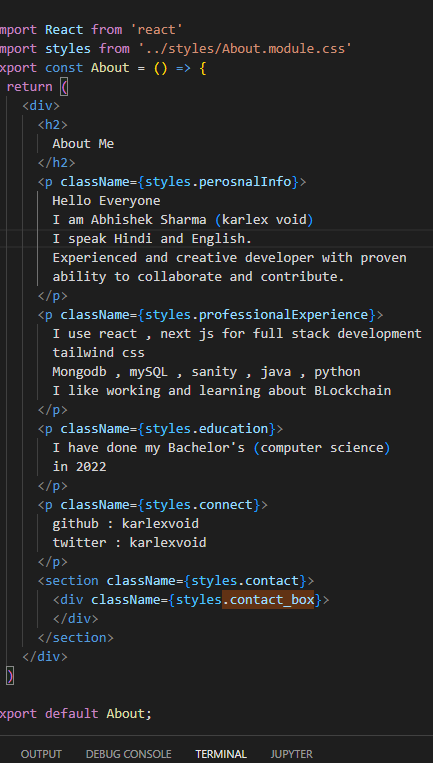 mport React from 'react'
mport styles from '../styles/About.module.css'
xport const About = () => {
return (
<div>
<h2>
About Me
</h2>
<p className={styles.perosnalInfo}>
Hello Everyone
I am Abhishek Sharma (karlex void)
I speak Hindi and English.
Experienced and creative developer with proven
ability to collaborate and contribute.
</p>
<p className={styles.professionalExperience}>
I use react , next js for full stack development
tailwind css
Mongodb , mySQL , sanity , java , python
I like working and learning about BLockchain
</p>
<p className={styles.education}>
I have done my Bachelor's (computer science)
in 2022
</p>
<p className={styles.connect}>
github : karlexvoid
twitter : karlexvoid
</p>
<section className={styles.contact}>
<div className={styles.contact_box}>
</div>
</section>
</div>
)
xport default About;
OUTPUT DEBUG CONSOLE TERMINAL JUPYTER